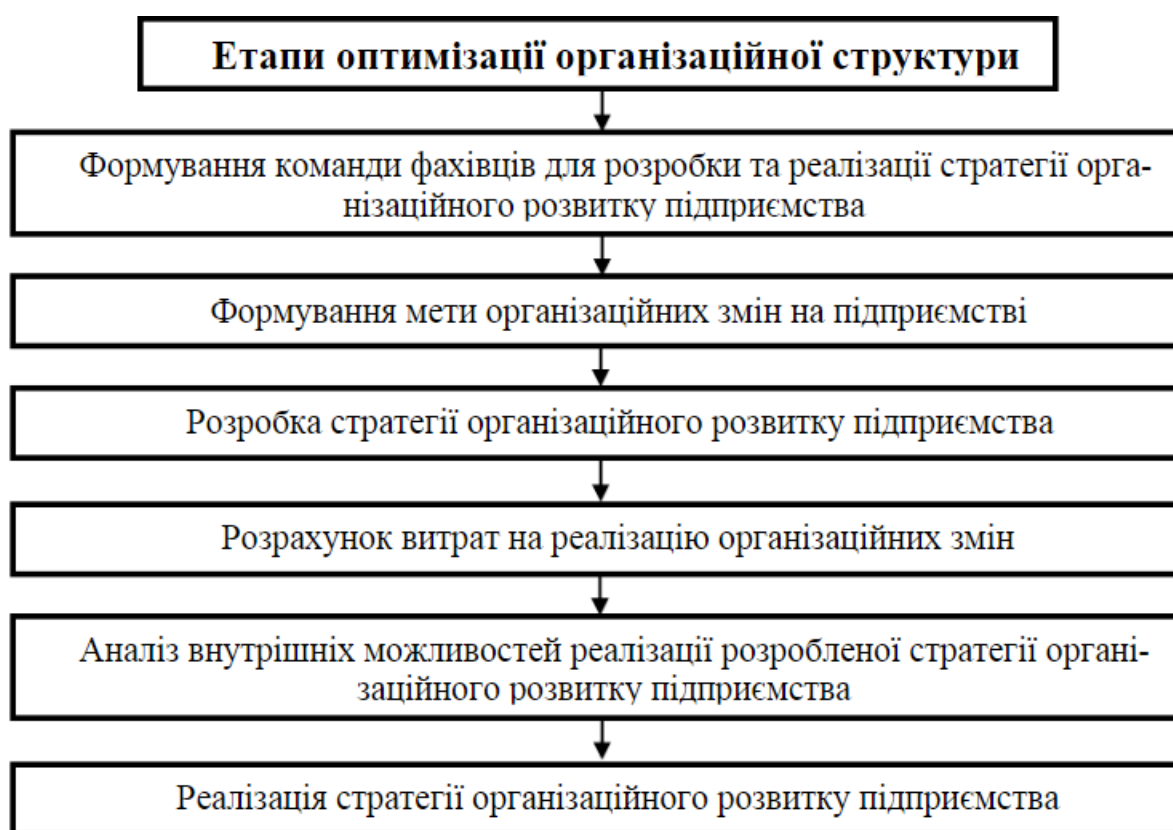 Етапи оптимізації організаційної структури
Формування команди фахівців для розробки та реалізації стратегії орга-
нізаційного розвитку підприємства
Формування мети організаційних змін на підприємстві
Розробка стратегії організаційного розвитку підприємства
Розрахунок витрат на реалізацію організаційних змін
Аналіз внутрішніх можливостей реалізації розробленої стратегії органі-
заційного розвитку підприємства
Реалізація стратегії організаційного розвитку підприємства